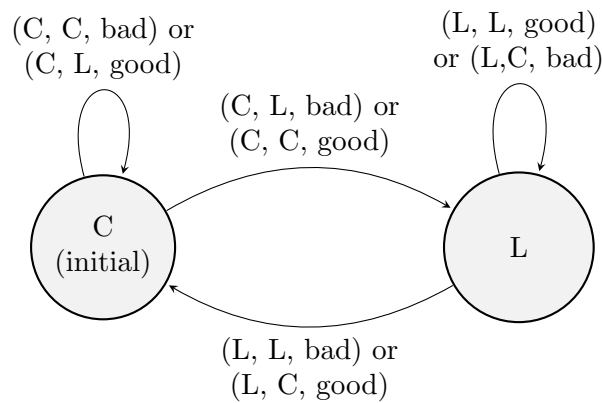 (C, C, bad) or
(C, L, good)
(L, L, good)
or (L,C, bad)
(C, L, bad) or
(C, C, good)
C
(initial)
L
(L, L, bad) or
(L, C, good)